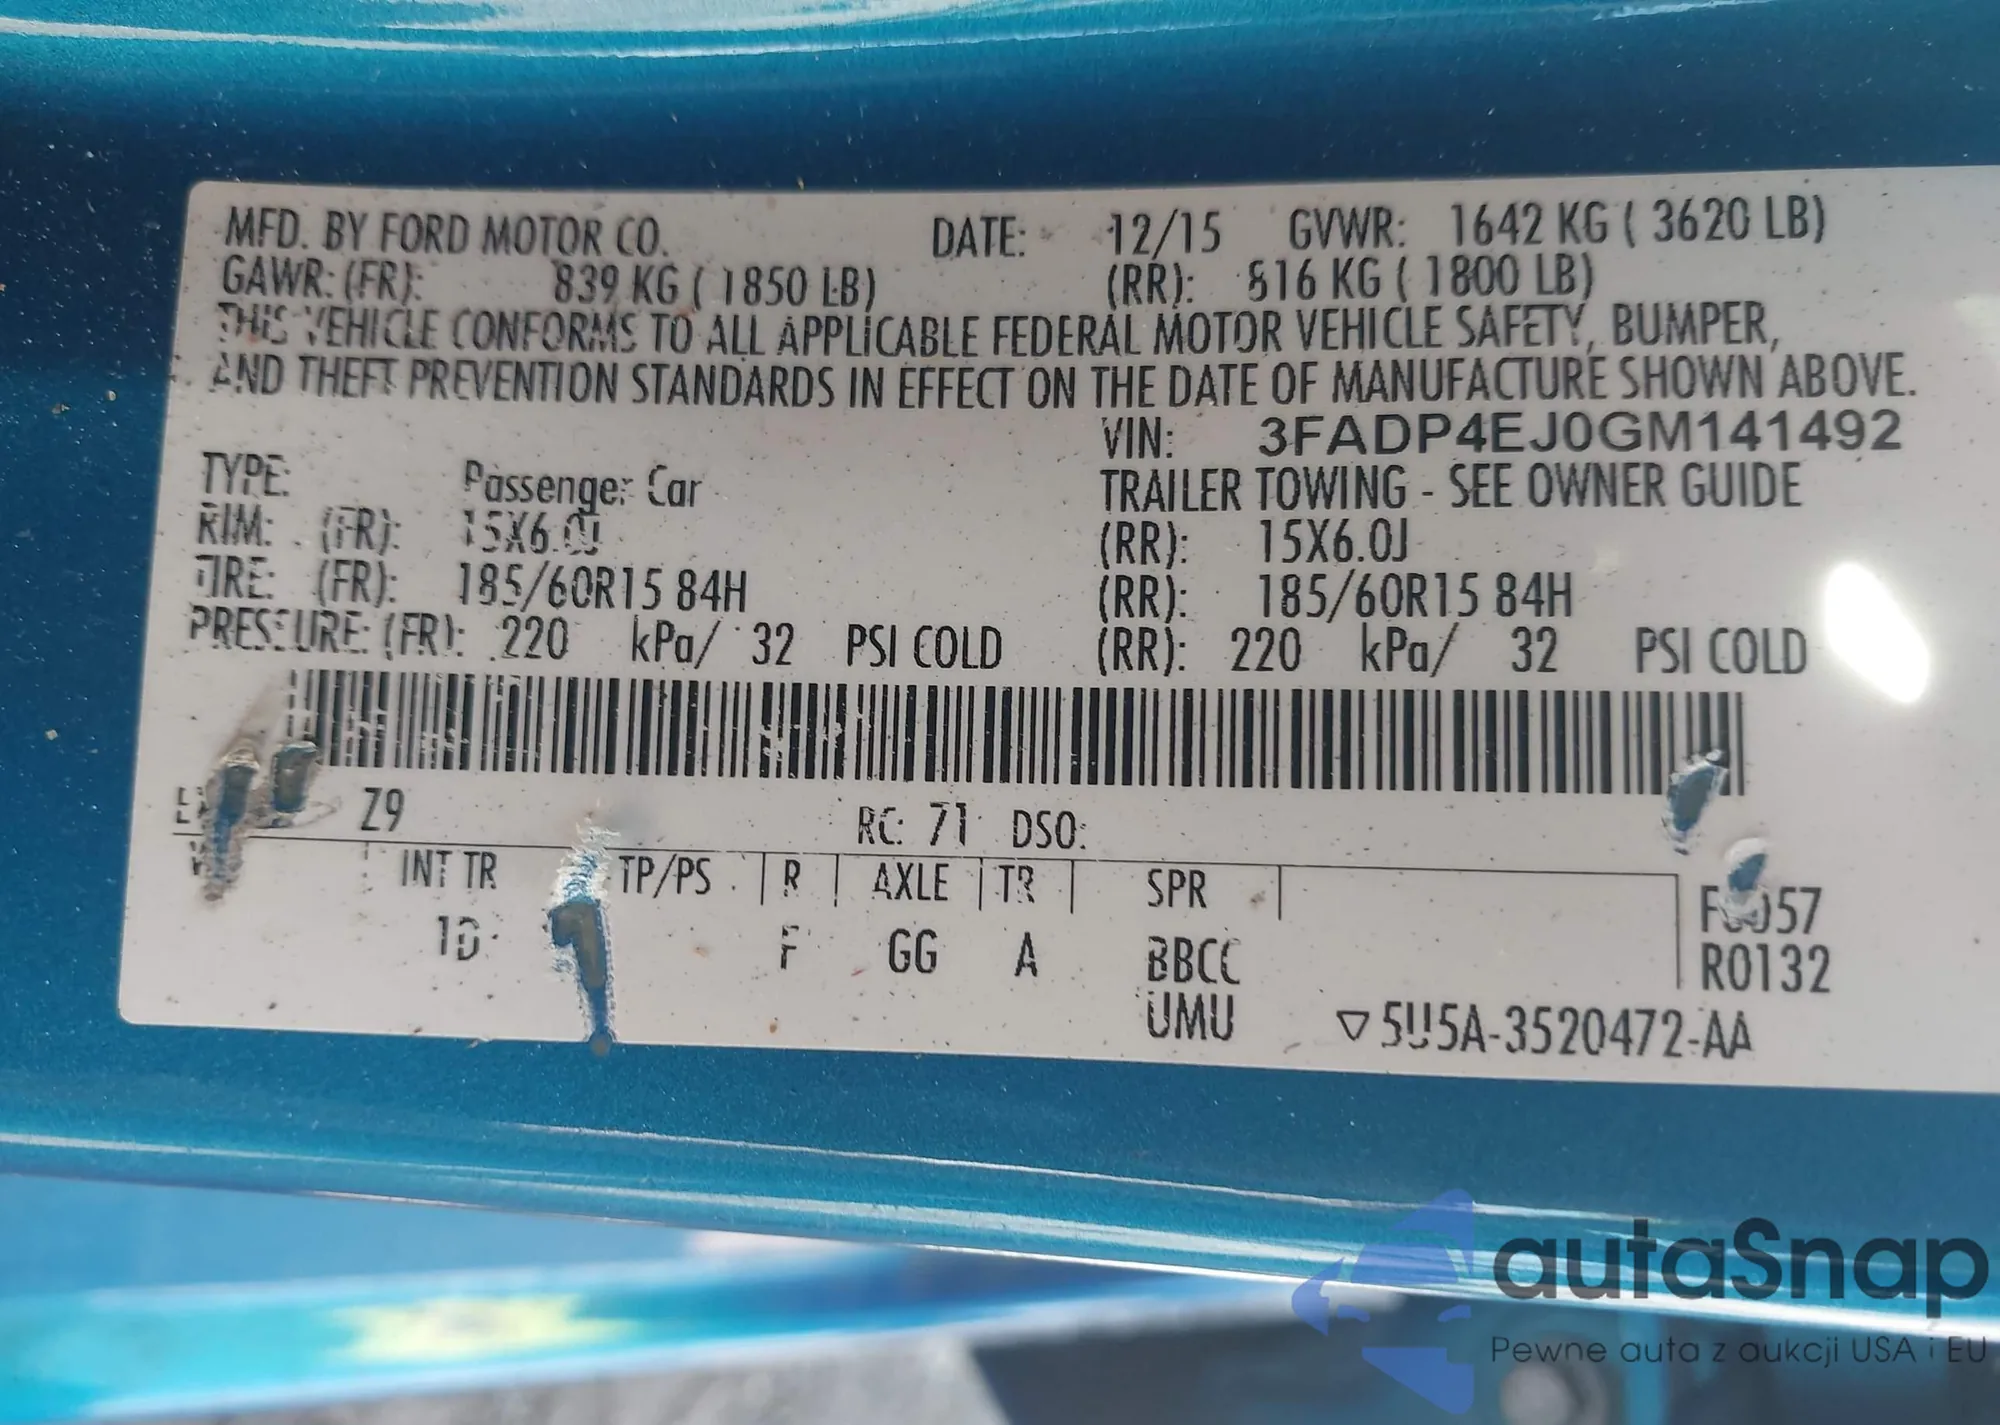 MFD. BY FORD MOTOR CO. DATE: 12/15 GVWR: 1642 KG ( 3620 LB)
GAWR: (FR): 839 KG ( 1850 LB) (RR): 816 KG ( 1800 LB)
THIS VEHICLE CONFORMS TO ALL APPLICABLE FEDERAL MOTOR VEHICLE SAFETY, BUMPER,
AND THEFT PREVENTION STANDARDS IN EFFECT ON THE DATE OF MANUFACTURE SHOWN ABOVE.
VIN: 3FADP4EJ0GM141492
TYPE: Passenger Car TRAILER TOWING - SEE OWNER GUIDE
RIM: (FR): 15X6.0J (RR): 15X6.0J
TIRE: (FR): 185/60R15 84H (RR): 185/60R15 84H
PRESSURE: (FR): 220 kPa/ 32 PSI COLD (RR): 220 kPa/ 32 PSI COLD
Z9 RC: 71 DSO:
INT TR TP/PS R AXLE TR SPR
F GG A BBCC R0132
UMU ▽5U5A-3520472-AA
autaSnap
Pewne auta z aukcji USA i EU